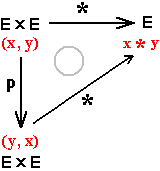 E × E * E
(x, y) x * y
p *
(y, x)
E × E